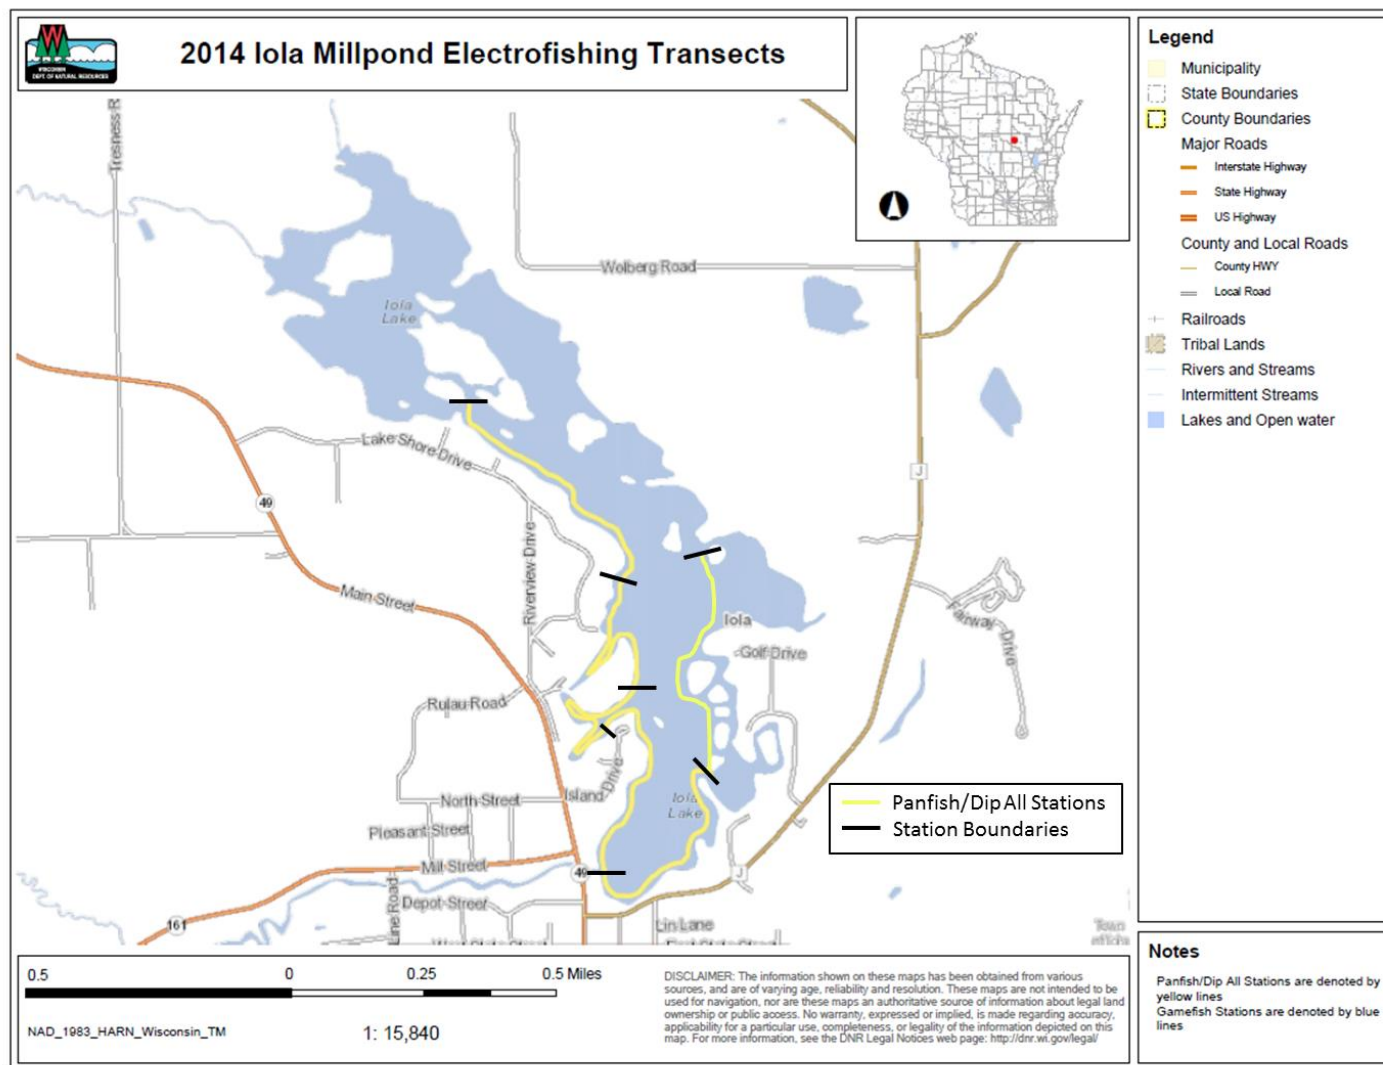 WISCONSIN
DEPT. OF NATURAL RESOURCES
2014 Iola Millpond Electrofishing Transects
Tresness R
Wolberg Road
Iola
Lake
Lake Shore Drive
49
J
Riverview Drive
Main Street
Iola
Golf Drive
Fairway Drive
Rulau Road
Island Drive
North Street
Iola
Lake
Pleasant Street
Mill Street
49
J
Depot Street
Line Road
161
Lin Lane
Panfish/Dip All Stations
Station Boundaries
Legend
Municipality
State Boundaries
County Boundaries
Major Roads
Interstate Highway
State Highway
US Highway
County and Local Roads
County HWY
Local Road
Railroads
Tribal Lands
Rivers and Streams
Intermittent Streams
Lakes and Open water
0.5 0 0.25 0.5 Miles
NAD_1983_HARN_Wisconsin_TM
1: 15,840
DISCLAIMER: The information shown on these maps has been obtained from various
sources, and are of varying age, reliability and resolution. These maps are not intended to be
used for navigation, nor are these maps an authoritative source of information about legal land
ownership or public access. No warranty, expressed or implied, is made regarding accuracy,
applicability for a particular use, completeness, or legality of the information depicted on this
map. For more information, see the DNR Legal Notices web page: http://dnr.wi.gov/legal/
Notes
Panfish/Dip All Stations are denoted by
yellow lines
Gamefish Stations are denoted by blue
lines